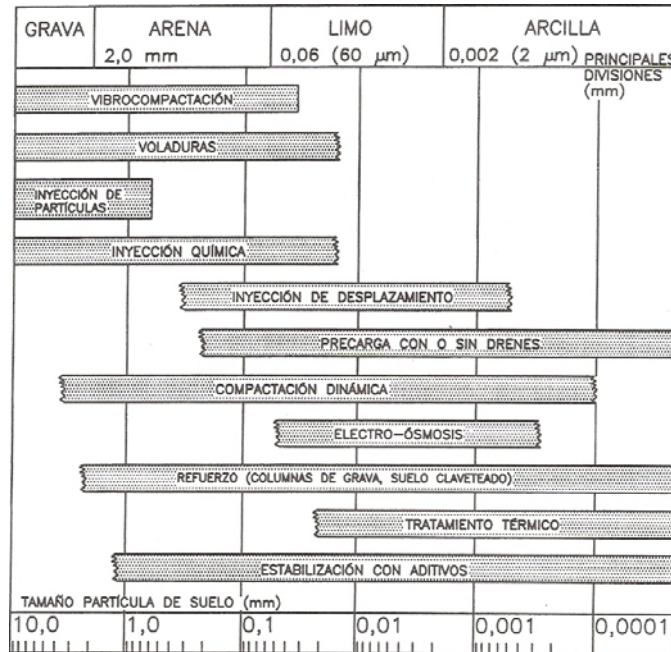 GRAVA ARENA LIMO ARCILLA
2,0 mm 0,06 (60 µm) 0,002 (2 µm) PRINCIPALES
DIVISIONES
(mm)
VIBROCOMPACTACIÓN
VOLADURAS
INYECCIÓN DE
PARTÍCULAS
INYECCIÓN QUÍMICA
INYECCIÓN DE DESPLAZAMIENTO
PRECARGA CON O SIN DRENES
COMPACTACIÓN DINÁMICA
ELECTRO-ÓSMOSIS
REFUERZO (COLUMNAS DE GRAVA, SUELO CLAVETEADO)
TRATAMIENTO TÉRMICO
ESTABILIZACIÓN CON ADITIVOS
TAMAÑO PARTÍCULA DE SUELO (mm)
10,0 1,0 0,1 0,01 0,001 0,0001